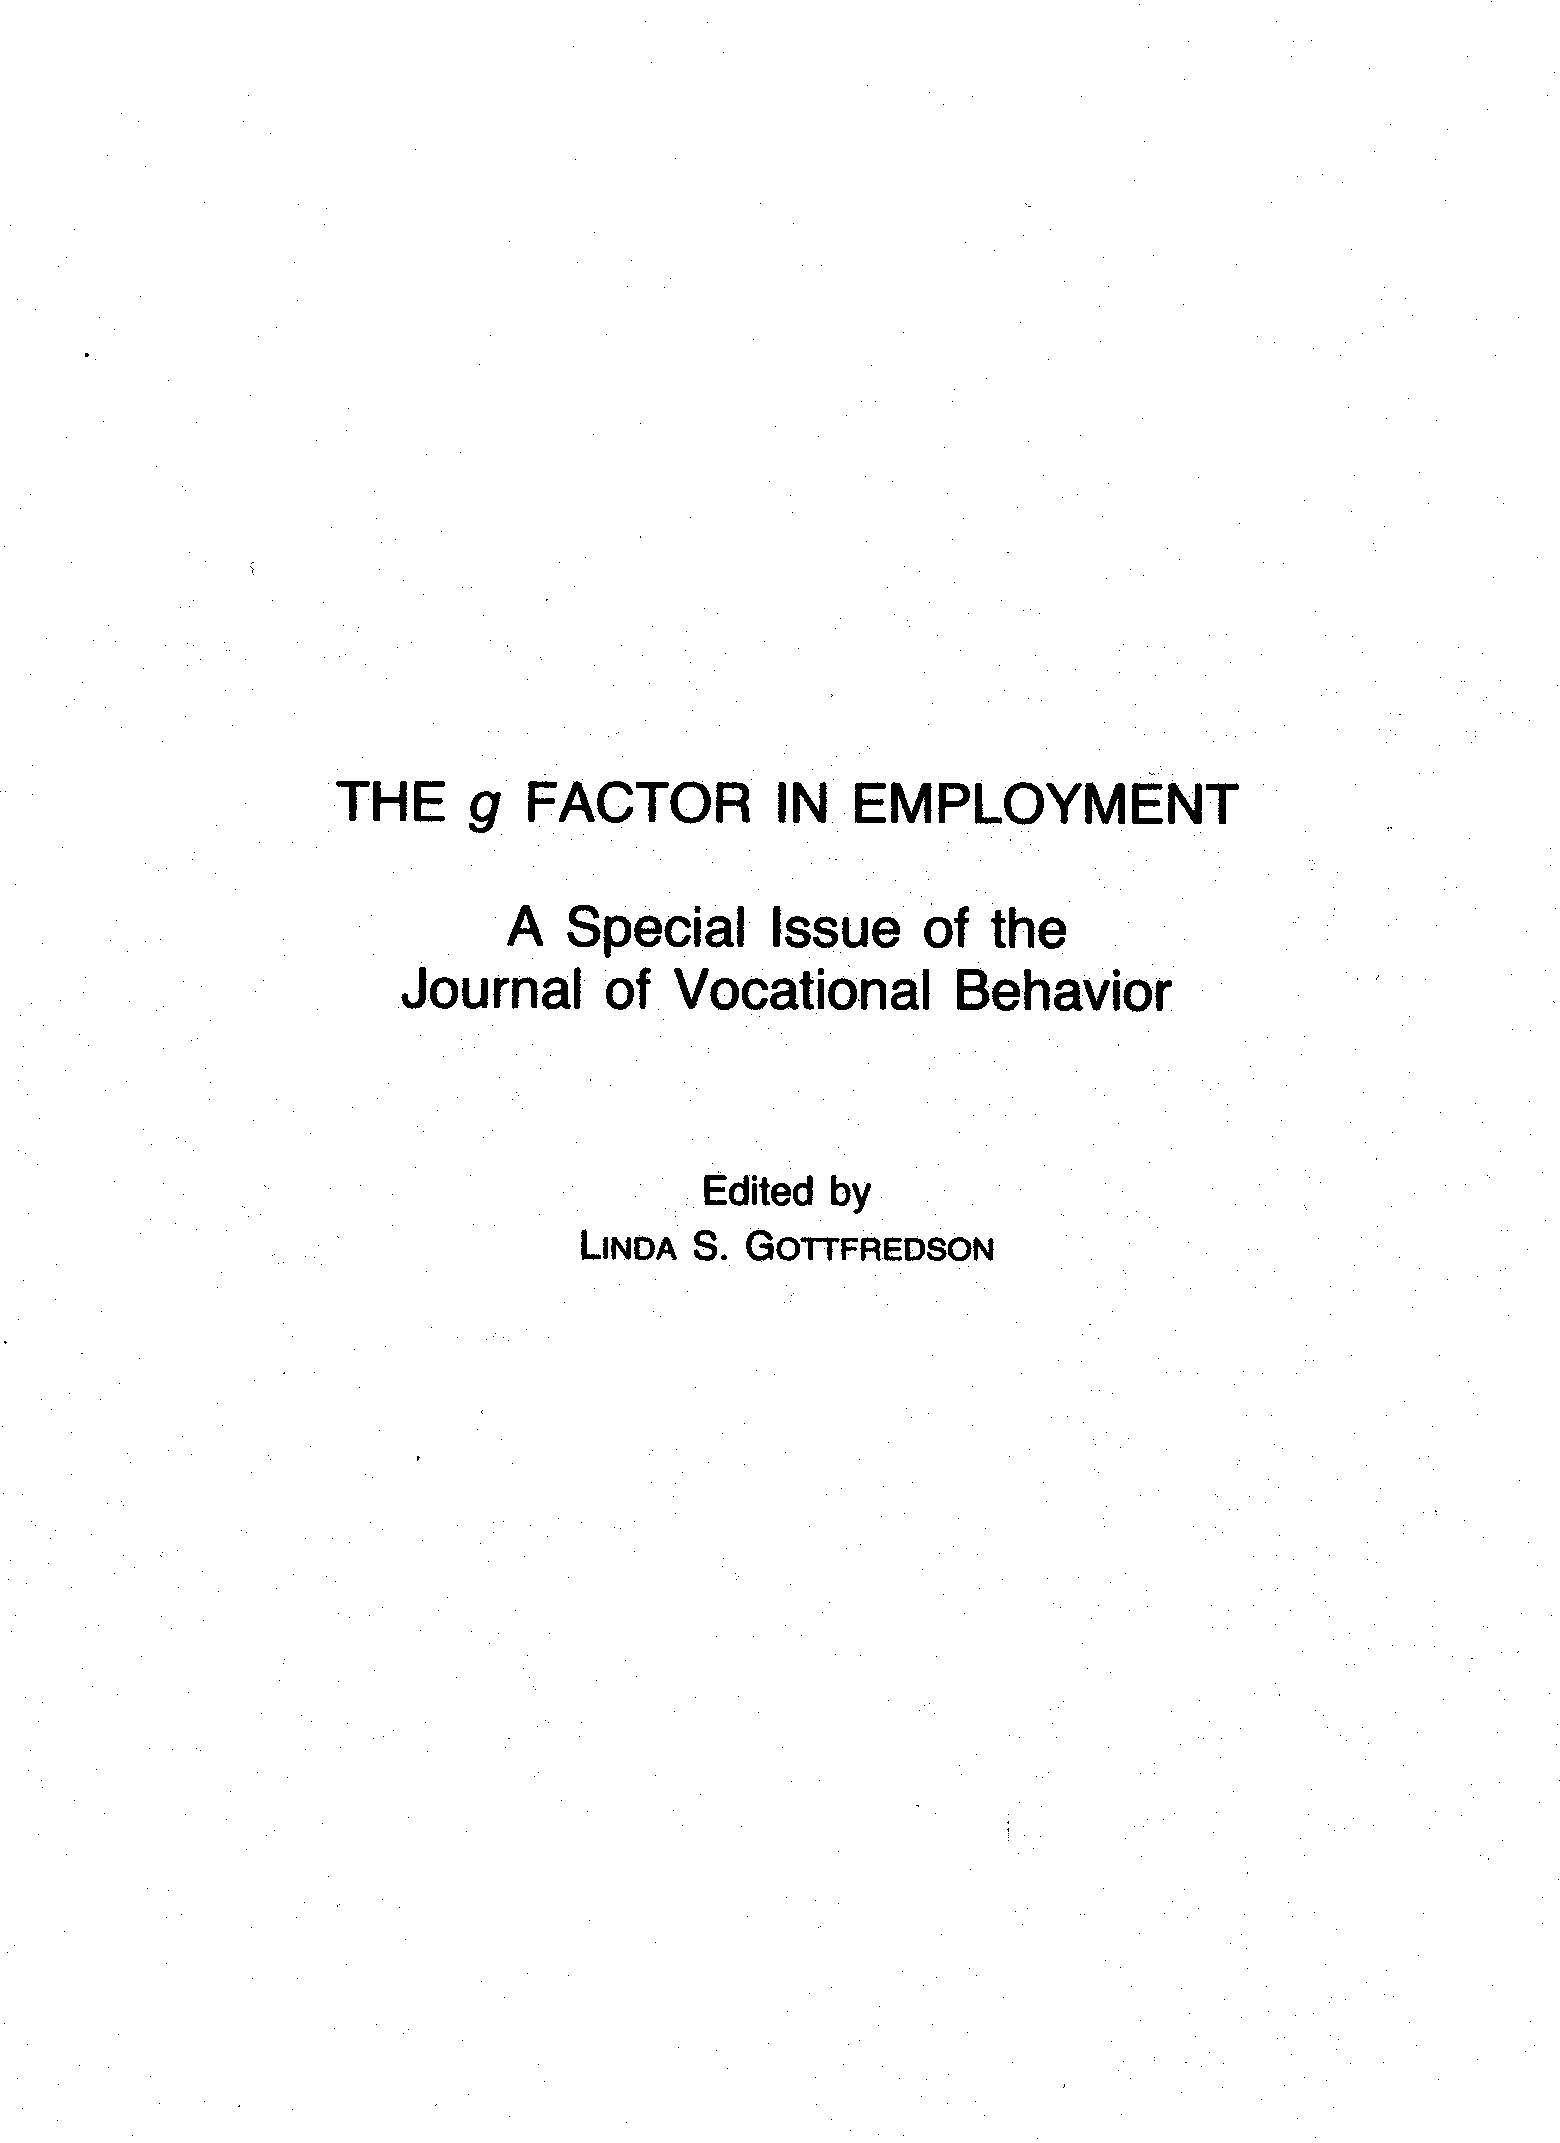 THE g FACTOR IN EMPLOYMENT
A Special Issue of the
Journal of Vocational Behavior
Edited by
LINDA S. GOTTFREDSON